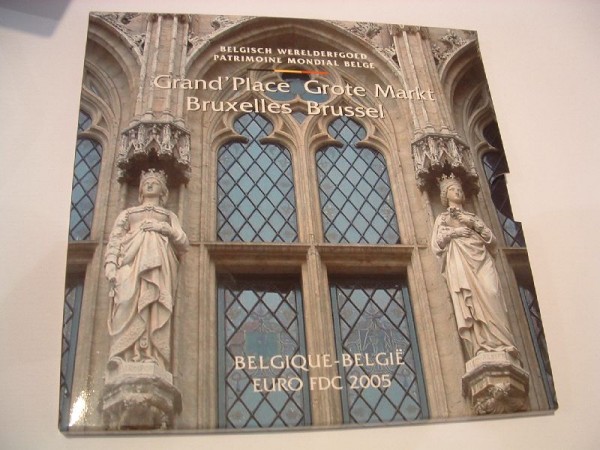 BELGISCH WERELDERFGOED
PATRIMOINE MONDIAL BELGE
Grand'Place Grote Markt
Bruxelles Brussel
BELGIQUE-BELGIË
EURO FDC 2005